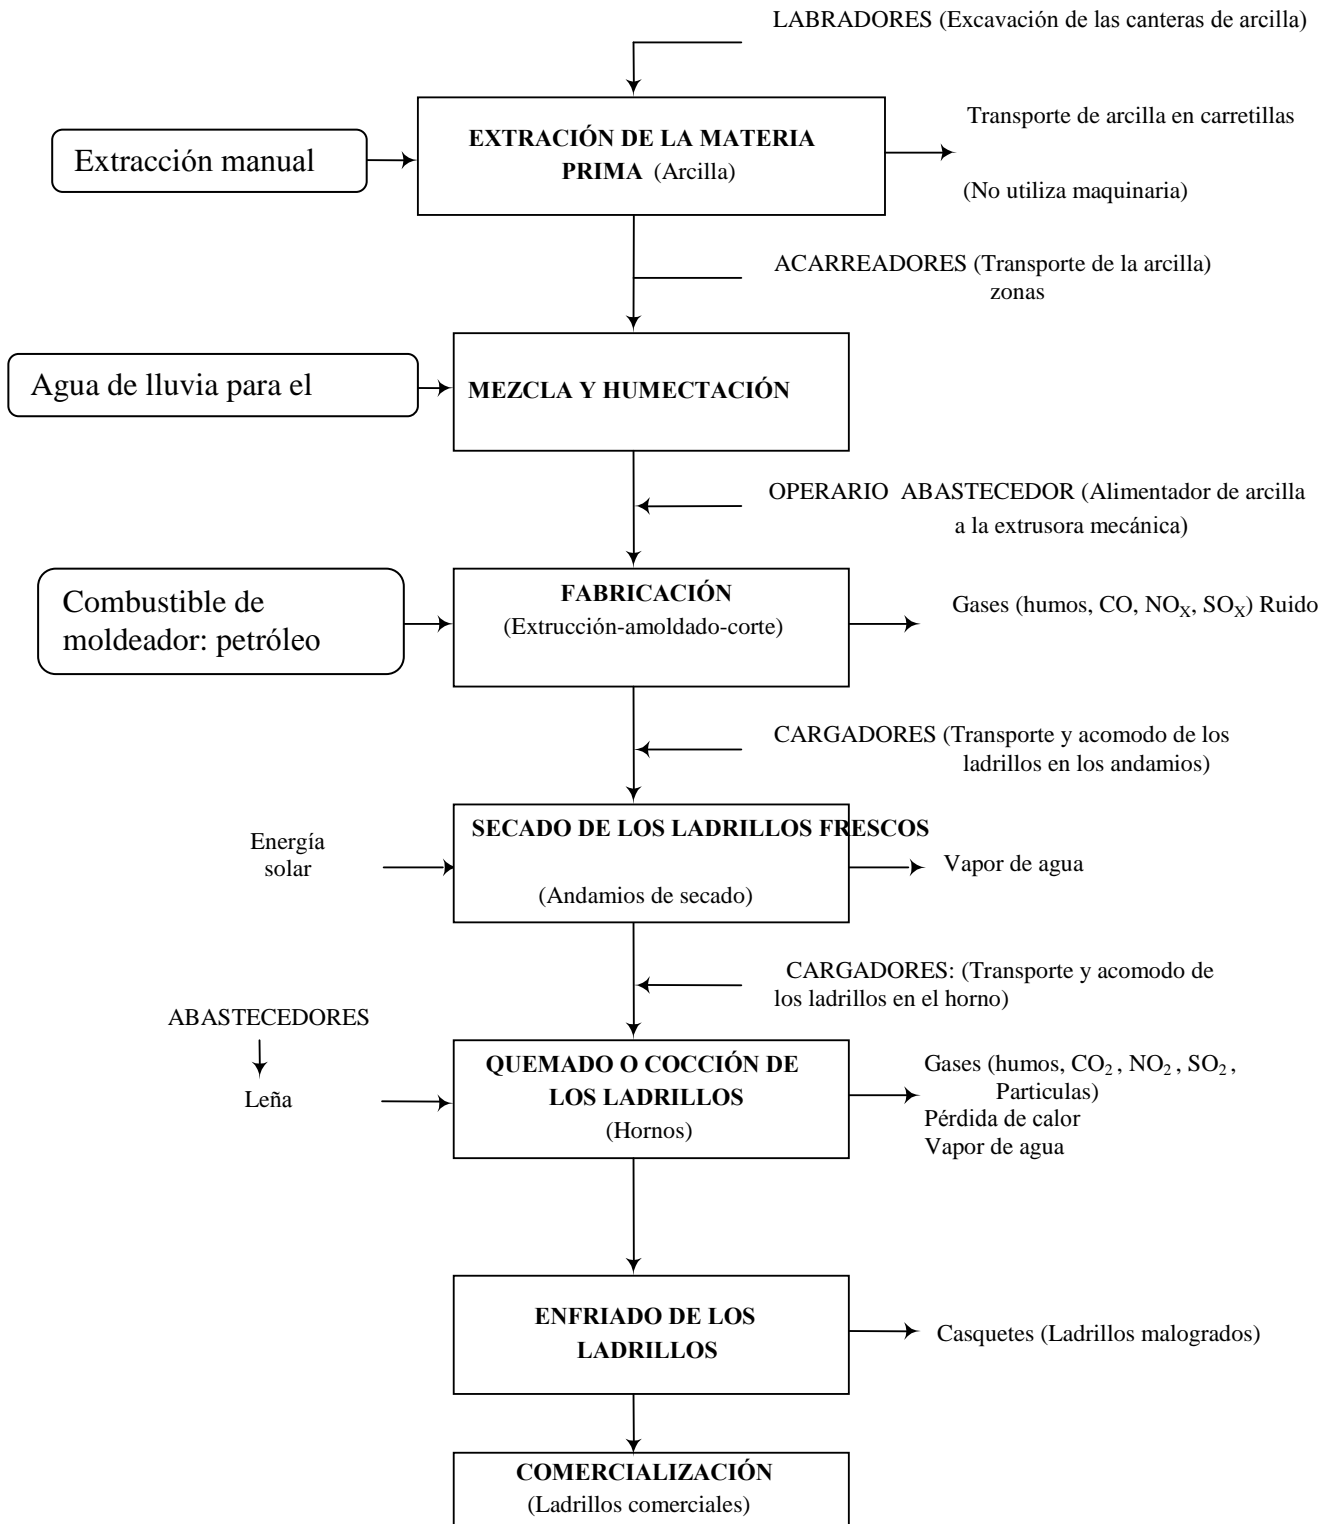 LABRADORES (Excavación de las canteras de arcilla)
EXTRACIÓN DE LA MATERIA
PRIMA (Arcilla)
Extracción manual
Transporte de arcilla en carretillas
(No utiliza maquinaria)
ACARREADORES (Transporte de la arcilla)
zonas
Agua de lluvia para el
MEZCLA Y HUMECTACIÓN
OPERARIO ABASTECEDOR (Alimentador de arcilla
a la extrusora mecánica)
Combustible de
moldeador: petróleo
FABRICACIÓN
(Extrucción-amoldado-corte)
Gases (humos, CO, NOX, SOX) Ruido
CARGADORES (Transporte y acomodo de los
ladrillos en los andamios)
Energía
solar
SECADO DE LOS LADRILLOS FRESCOS
(Andamios de secado)
Vapor de agua
CARGADORES: (Transporte y acomodo de
los ladrillos en el horno)
ABASTECEDORES
Leña
QUEMADO O COCCIÓN DE
LOS LADRILLOS
(Hornos)
Gases (humos, CO2 , NO2 , SO2 ,
Particulas)
Pérdida de calor
Vapor de agua
ENFRIADO DE LOS
LADRILLOS
Casquetes (Ladrillos malogrados)
COMERCIALIZACIÓN
(Ladrillos comerciales)